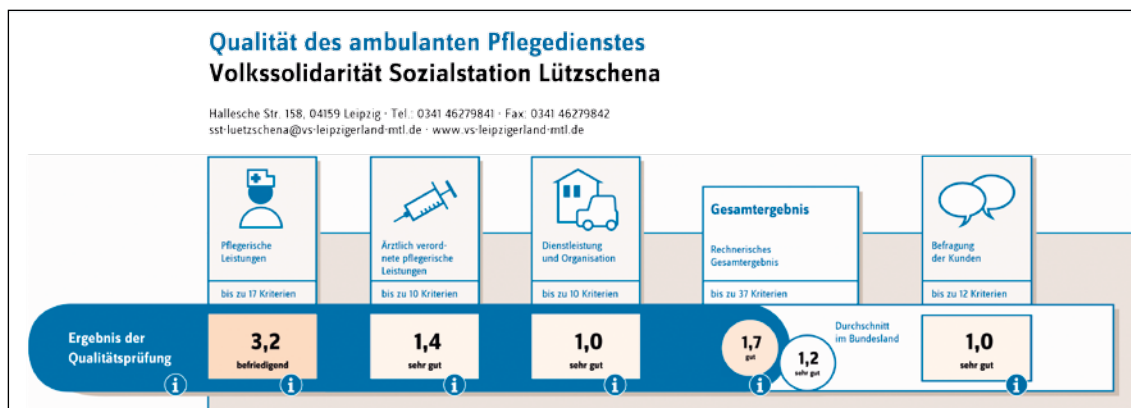 Qualität des ambulanten Pflegedienstes
Volkssolidarität Sozialstation Lützschena
Hallesche Str. 158, 04159 Leipzig · Tel.: 0341 46279841 · Fax: 0341 46279842
sst-luetzschena@vs-leipzigerland-mtl.de · www.vs-leipzigerland-mtl.de
Pflegerische
Leistungen
bis zu 17 Kriterien
Ärztlich verord-
nete pflegerische
Leistungen
bis zu 10 Kriterien
Dienstleistung
und Organisation
bis zu 10 Kriterien
Gesamtergebnis
Rechnerisches
Gesamtergebnis
bis zu 37 Kriterien
Befragung
der Kunden
bis zu 12 Kriterien
Ergebnis der
Qualitätsprüfung
i
3,2
befriedigend
i
1,4
sehr gut
i
1,0
sehr gut
i
1,7
gut
i
1,2
sehr gut
Durchschnitt
im Bundesland
1,0
sehr gut
i